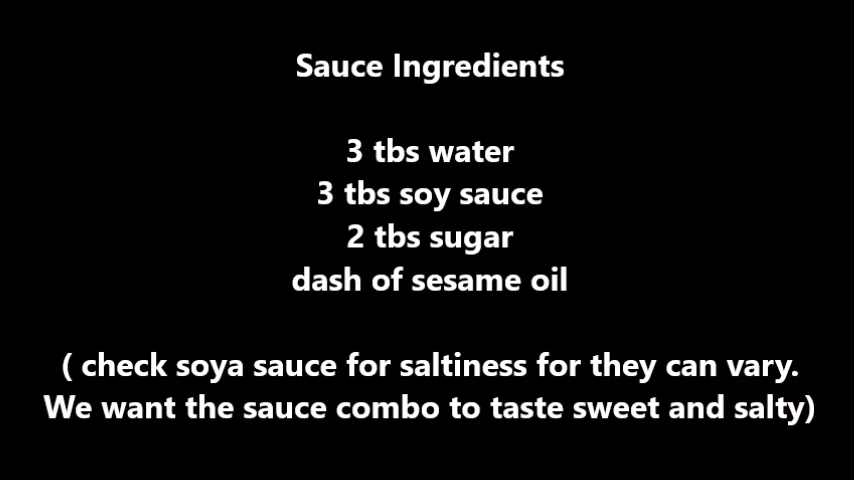 Sauce Ingredients
3 tbs water
3 tbs soy sauce
2 tbs sugar
dash of sesame oil
( check soya sauce for saltiness for they can vary.
We want the sauce combo to taste sweet and salty)